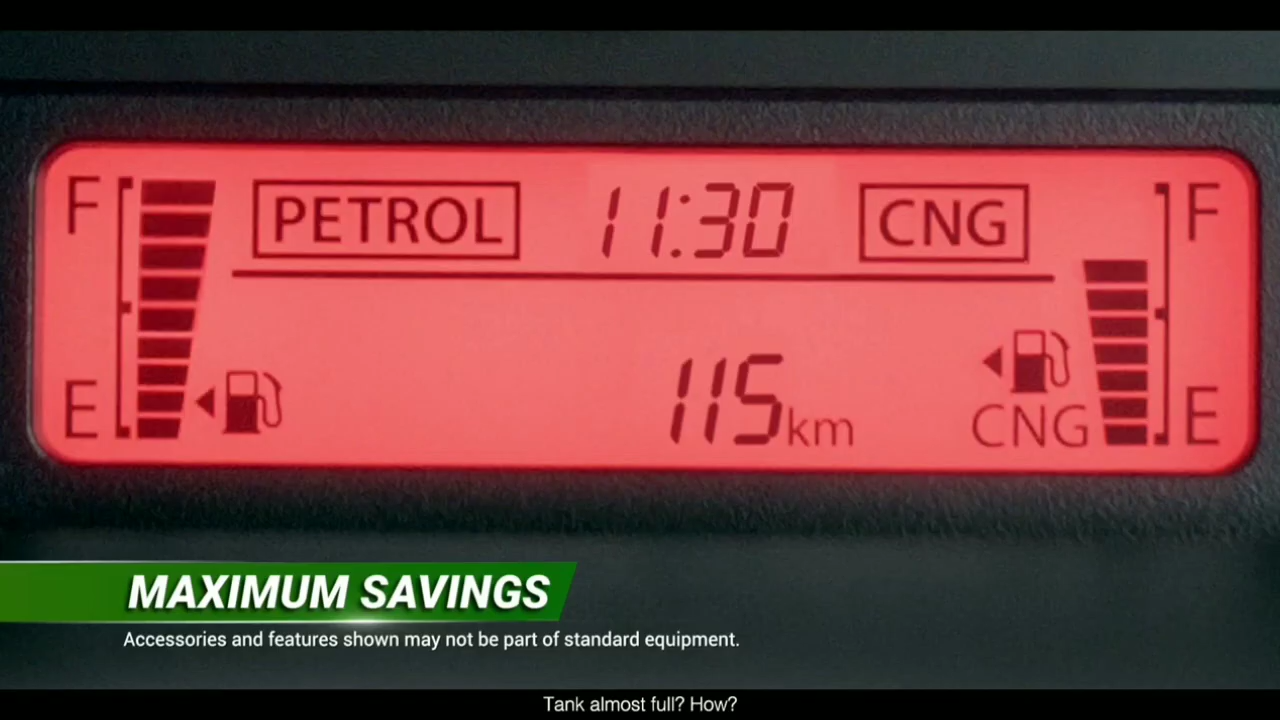 F PETROL 11:30 CNG F
E 115km CNG E
MAXIMUM SAVINGS
Accessories and features shown may not be part of standard equipment.
Tank almost full? How?